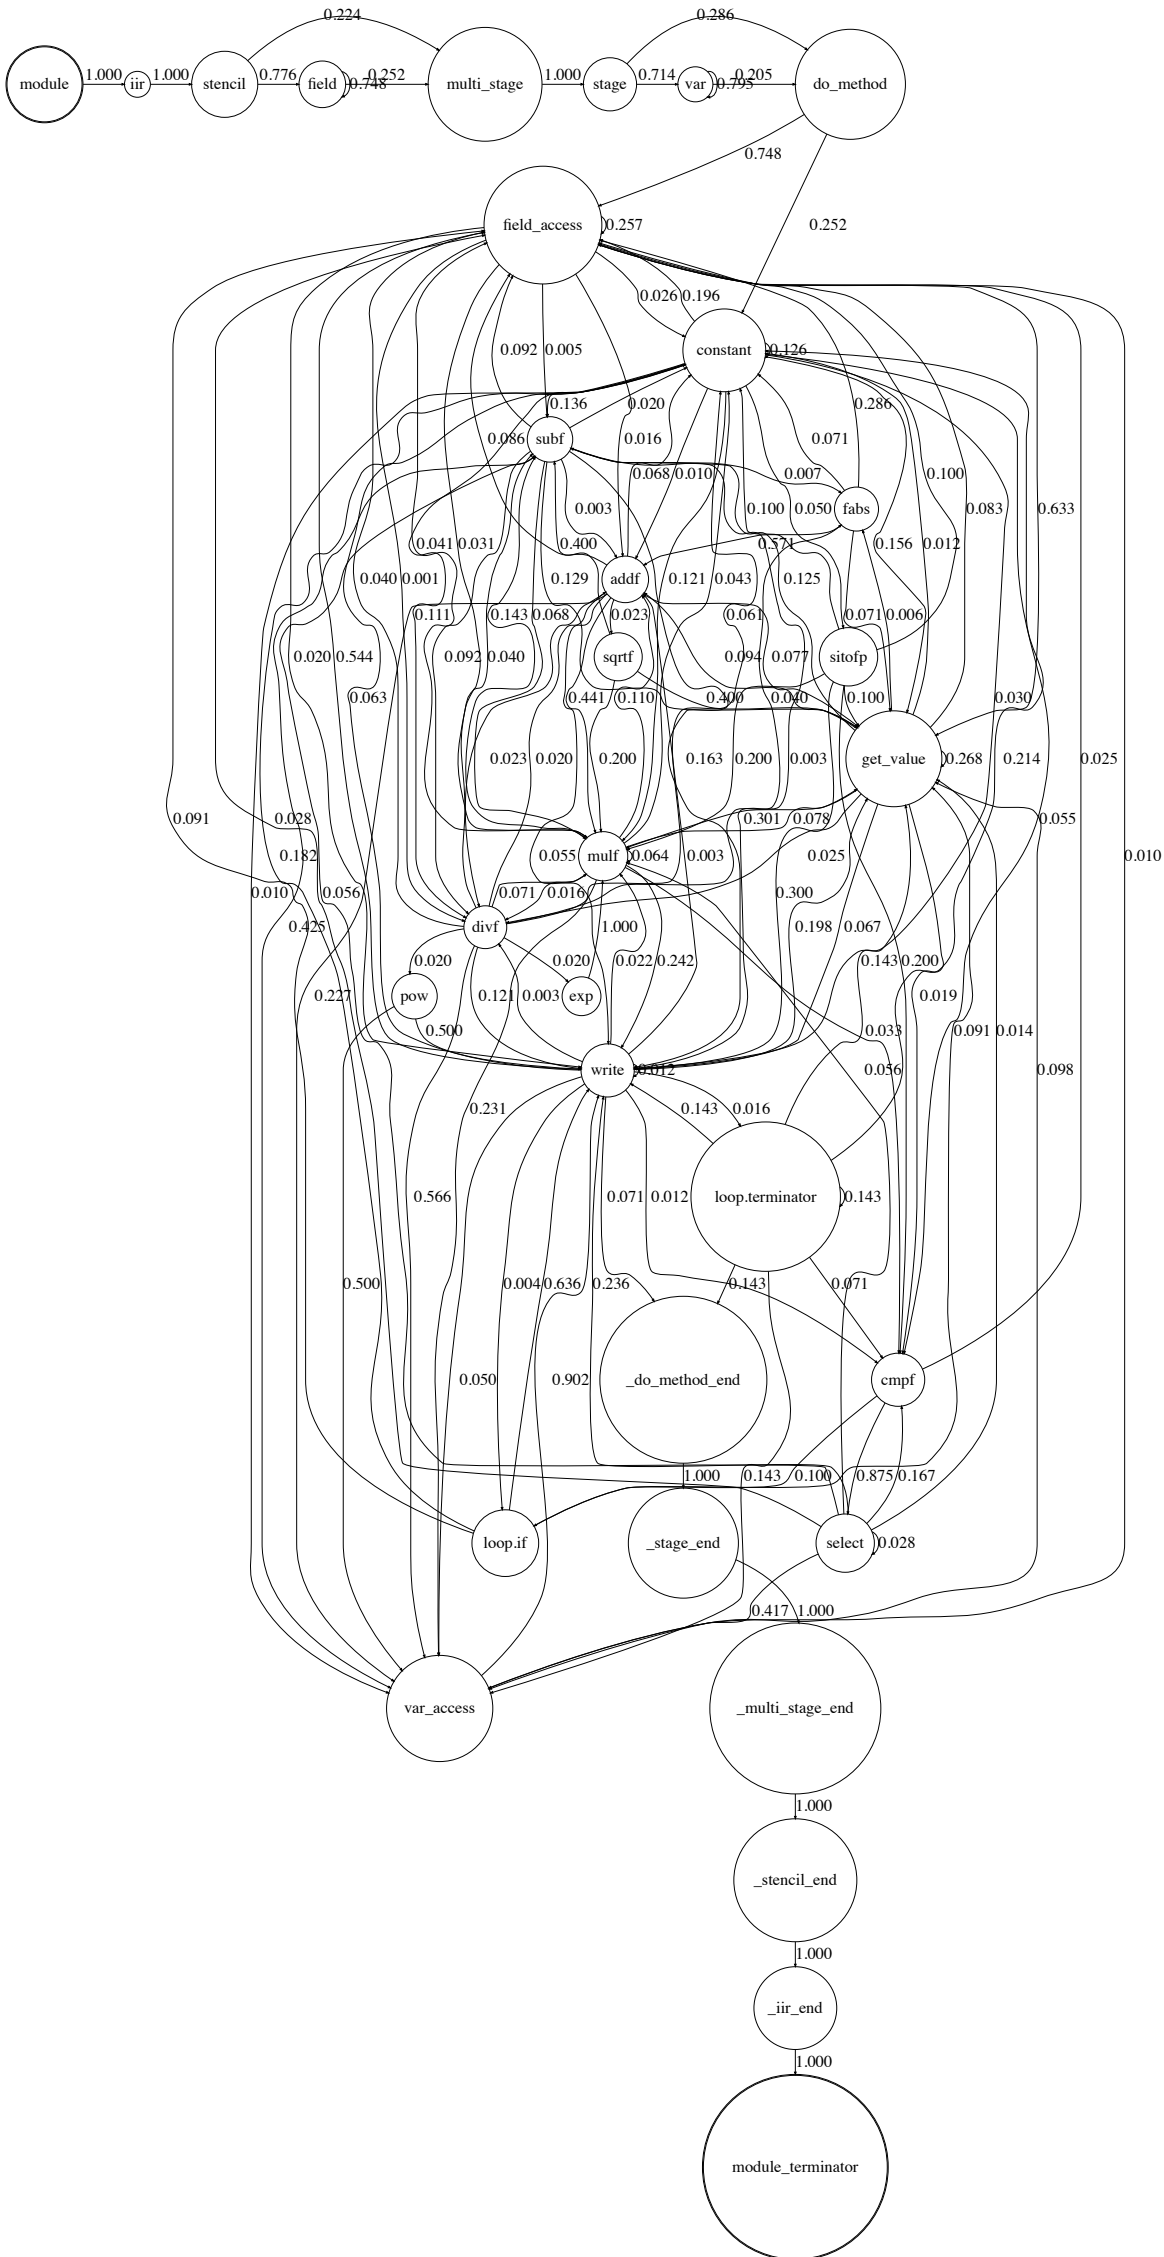 0.224 0.286
module 1.000 iir 1.000 stencil 0.776 field 0.748 0.252 multi_stage 1.000 stage 0.714 var 0.795 0.205 do_method
0.748
field_access 0.257 0.252
0.026 0.196
0.092 0.005 constant 0.126
0.136 0.020 0.286
0.086 subf 0.016 0.071
0.068 0.010 0.007 0.100
0.003 0.100 0.050 fabs 0.083 0.633
0.041 0.031 0.400 0.571 0.156 0.012
0.040 0.001 0.129 addf 0.121 0.043 0.125
0.111 0.143 0.068 0.023 0.061 0.071 0.006
0.020 0.544 0.092 0.040 sqrtf 0.094 0.077 sitofp
0.063 0.441 0.110 0.400 0.040 0.100 0.030
0.023 0.020 0.200 0.163 0.200 0.003 get_value 0.268 0.214 0.025
0.091 0.028 0.301 0.078 0.055
0.182 0.055 mulf 0.064 0.003 0.025 0.010
0.010 0.056 0.071 0.016 0.300
0.425 divf 1.000 0.198 0.067
0.020 0.020 0.022 0.242 0.143 0.200
0.227 pow 0.121 0.003 exp 0.019
0.500 0.033 0.091 0.014
write 0.012 0.056 0.098
0.231 0.143 0.016
0.566 0.071 0.012 loop.terminator 0.143
0.500 0.004 0.636 0.236 0.143 0.071
0.050 0.902 _do_method_end cmpf
1.000 0.143 0.100 0.875 0.167
loop.if _stage_end select 0.028
0.417 1.000
var_access _multi_stage_end
1.000
_stencil_end
1.000
_iir_end
1.000
module_terminator